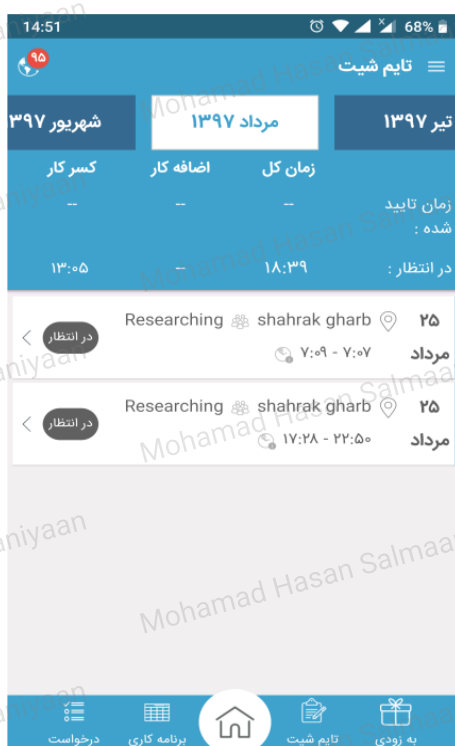 14:51 68%
تایم شیت ۹۵
تیر ۱۳۹۷ مرداد ۱۳۹۷ شهریور ۱۳۹۷
زمان کل اضافه کار کسر کار
زمان تایید شده : -- -- --
در انتظار : ۱۸:۳۹ -- ۱۳:۰۵
۲۵ shahrak gharb Researching
مرداد ۷:۰۷ - ۷:۰۹ در انتظار
۲۵ shahrak gharb Researching
مرداد ۲۲:۵۰ - ۱۷:۲۸ در انتظار
به زودی تایم شیت برنامه کاری درخواست
Mohamad Hasan Salmaaniyaan